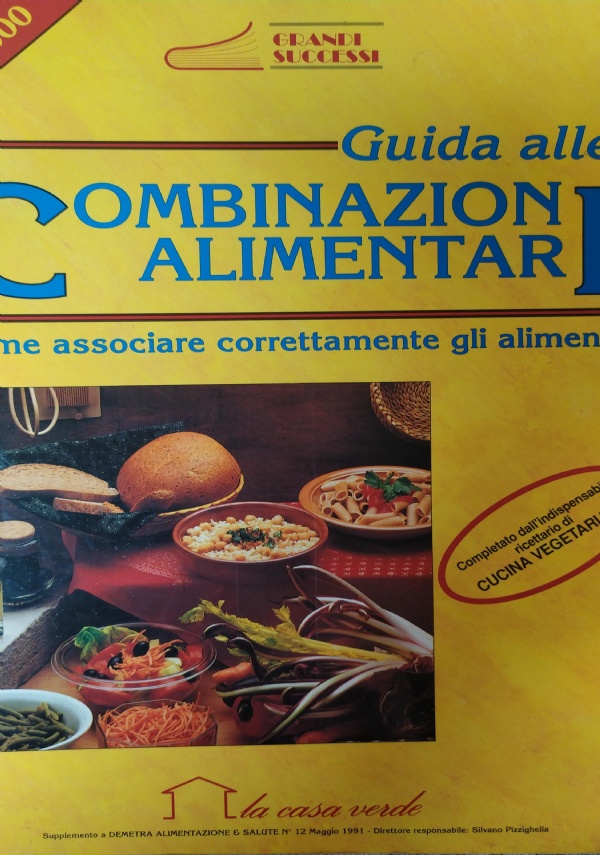 ,00
GRANDI
SUCCESSI
Guida alle
COMBINAZIONI
ALIMENTARI
me associare correttamente gli alimen
Completato dall'indispensabi
ricettario di
CUCINA VEGETARI
la casa verde
Supplemento a DEMETRA ALIMENTAZIONE & SALUTE N° 12 Maggio 1991 - Direttore responsabile: Silvano Pizzighella